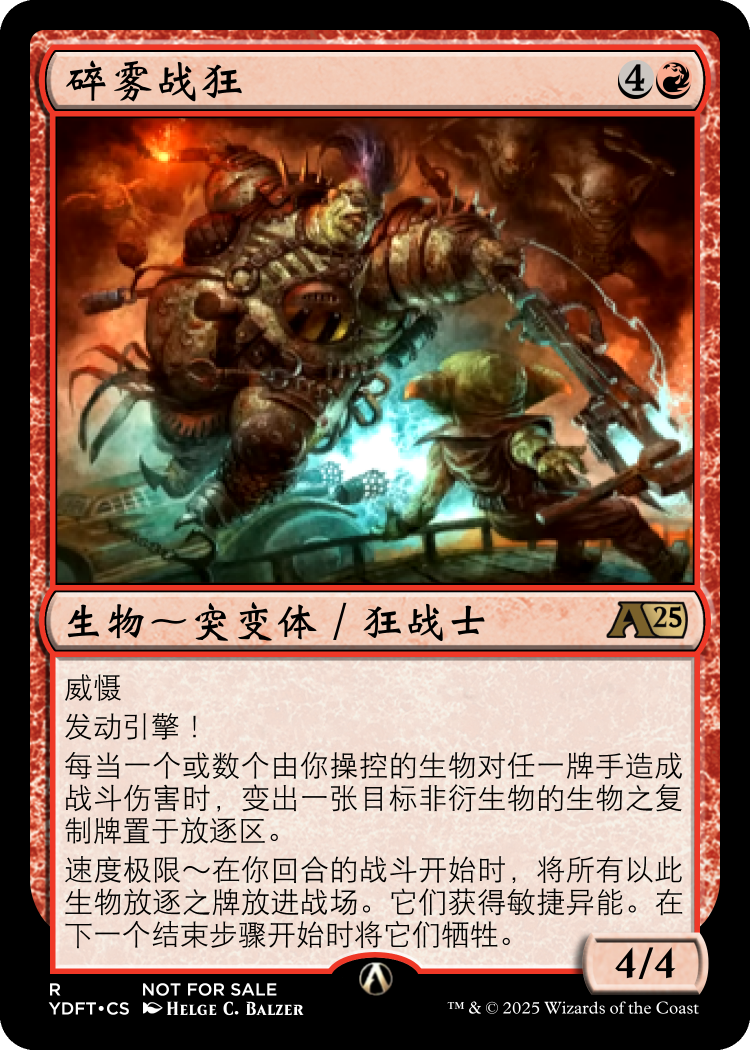 碎雾战狂 4
生物～突变体 / 狂战士 A25
威慑
发动引擎！
每当一个或数个由你操控的生物对任一牌手造成
战斗伤害时，变出一张目标非衍生物的生物之复
制牌置于放逐区。
速度极限～在你回合的战斗开始时，将所有以此
生物放逐之牌放进战场。它们获得敏捷异能。在
下一个结束步骤开始时将它们牺牲。
4/4
R NOT FOR SALE
YDFT•CS HELGE C. BALZER ™ & © 2025 Wizards of the Coast